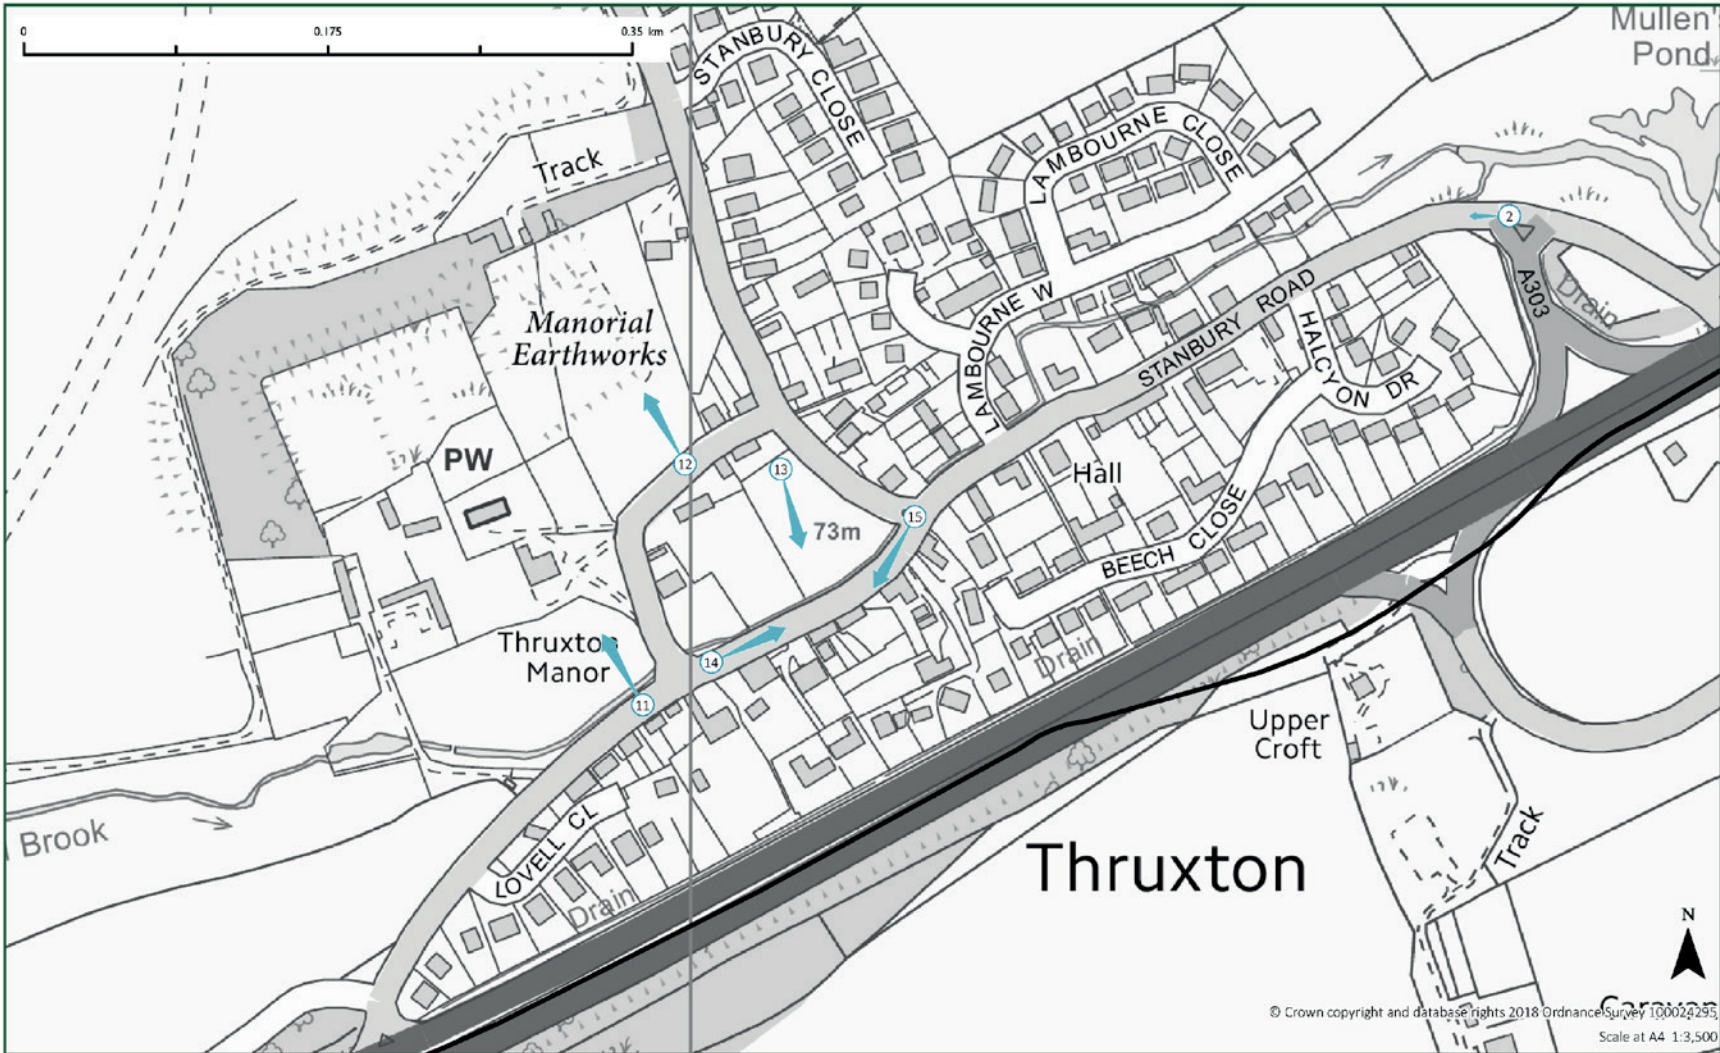 0
0.175
0.35 km
Mullen's
Pond
STANBURY CLOSE
LAMBOURNE CLOSE
Track
2
A303
Drain
Manorial
Earthworks
LAMBOURNE W
STANBURY ROAD
HALCYON DR
PW
12
13
Hall
15
73m
BEECH CLOSE
Thruxton
Manor
14
11
Drain
Upper
Croft
Brook
LOVELL CL
Drain
Thruxton
Track
N
© Crown copyright and database rights 2018 Ordnance Survey 100024295
Caravan
Scale at A4 1:3,500